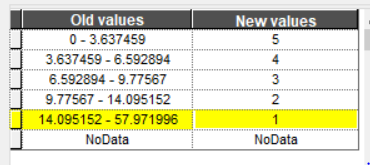 Old values New values
0 - 3.637459 5
3.637459 - 6.592894 4
6.592894 - 9.77567 3
9.77567 - 14.095152 2
14.095152 - 57.971996 1
NoData NoData